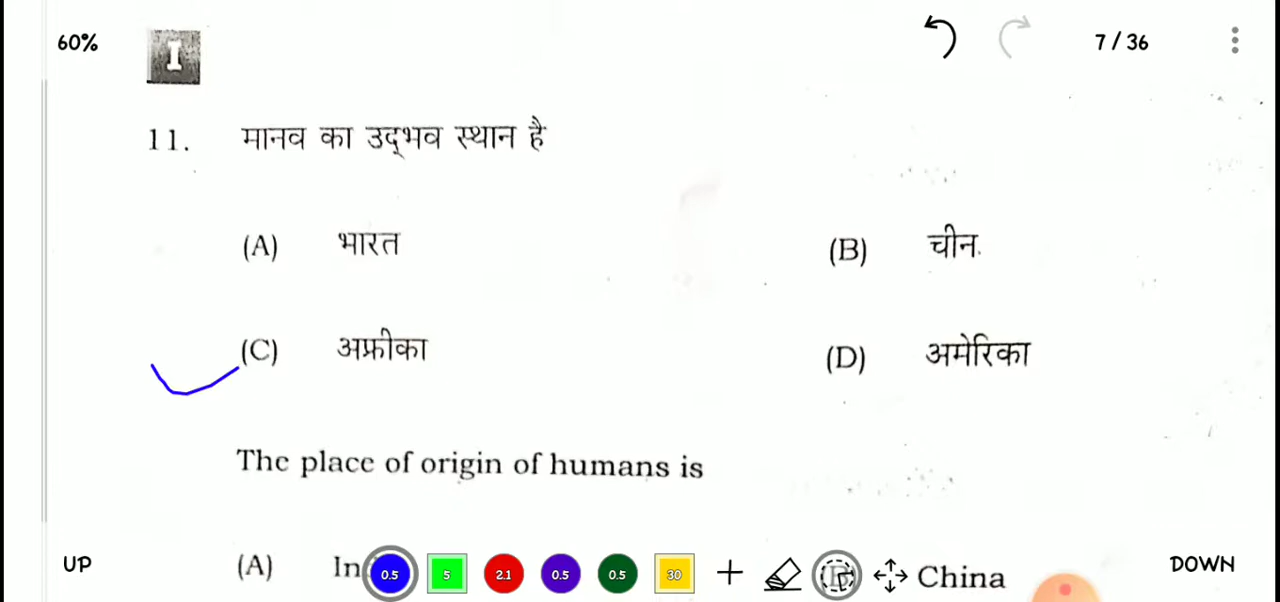 60%
I
7 / 36
11. मानव का उद्‌भव स्थान है
(A) भारत
(B) चीन
(C) अफ्रीका
(D) अमेरिका
The place of origin of humans is
UP
(A) In
0.5
5
2.1
0.5
0.5
30
China
DOWN